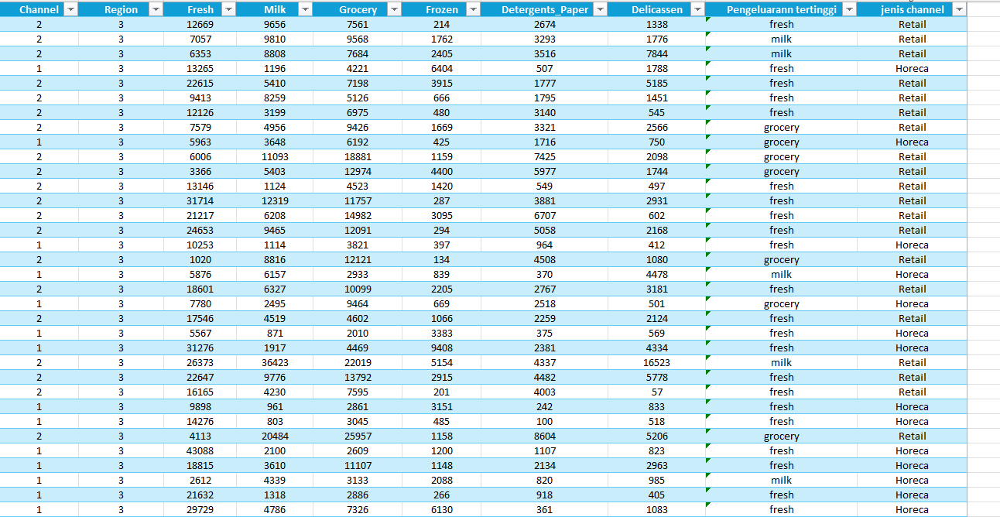 Channel Region Fresh Milk Grocery Frozen Detergents_Paper Delicassen Pengeluarann tertinggi jenis channel
2 3 12669 9656 7561 214 2674 1338 fresh Retail
2 3 7057 9810 9568 1762 3293 1776 milk Retail
2 3 6353 8808 7684 2405 3516 7844 milk Retail
1 3 13265 1196 4221 6404 507 1788 fresh Horeca
2 3 22615 5410 7198 3915 1777 5185 fresh Retail
2 3 9413 8259 5126 666 1795 1451 fresh Retail
2 3 12126 3199 6975 480 3140 545 fresh Retail
2 3 7579 4956 9426 1669 3321 2566 grocery Retail
1 3 5963 3648 6192 425 1716 750 grocery Horeca
2 3 6006 11093 18881 1159 7425 2098 grocery Retail
2 3 3366 5403 12974 4400 5977 1744 grocery Retail
2 3 13146 1124 4523 1420 549 497 fresh Retail
2 3 31714 12319 11757 287 3881 2931 fresh Retail
2 3 21217 6208 14982 3095 6707 602 fresh Retail
2 3 24653 9465 12091 294 5058 2168 fresh Retail
1 3 10253 1114 3821 397 964 412 fresh Horeca
2 3 1020 8816 12121 134 4508 1080 grocery Retail
1 3 5876 6157 2933 839 370 4478 milk Horeca
2 3 18601 6327 10099 2205 2767 3181 fresh Retail
1 3 7780 2495 9464 669 2518 501 grocery Horeca
2 3 17546 4519 4602 1066 2259 2124 fresh Retail
1 3 5567 871 2010 3383 375 569 fresh Horeca
1 3 31276 1917 4469 9408 2381 4334 fresh Horeca
2 3 26373 36423 22019 5154 4337 16523 milk Retail
2 3 22647 9776 13792 2915 4482 5778 fresh Retail
2 3 16165 4230 7595 201 4003 57 fresh Retail
1 3 9898 961 2861 3151 242 833 fresh Horeca
1 3 14276 803 3045 485 100 518 fresh Horeca
2 3 4113 20484 25957 1158 8604 5206 grocery Retail
1 3 43088 2100 2609 1200 1107 823 fresh Horeca
1 3 18815 3610 11107 1148 2134 2963 fresh Horeca
1 3 2612 4339 3133 2088 820 985 milk Horeca
1 3 21632 1318 2886 266 918 405 fresh Horeca
1 3 29729 4786 7326 6130 361 1083 fresh Horeca